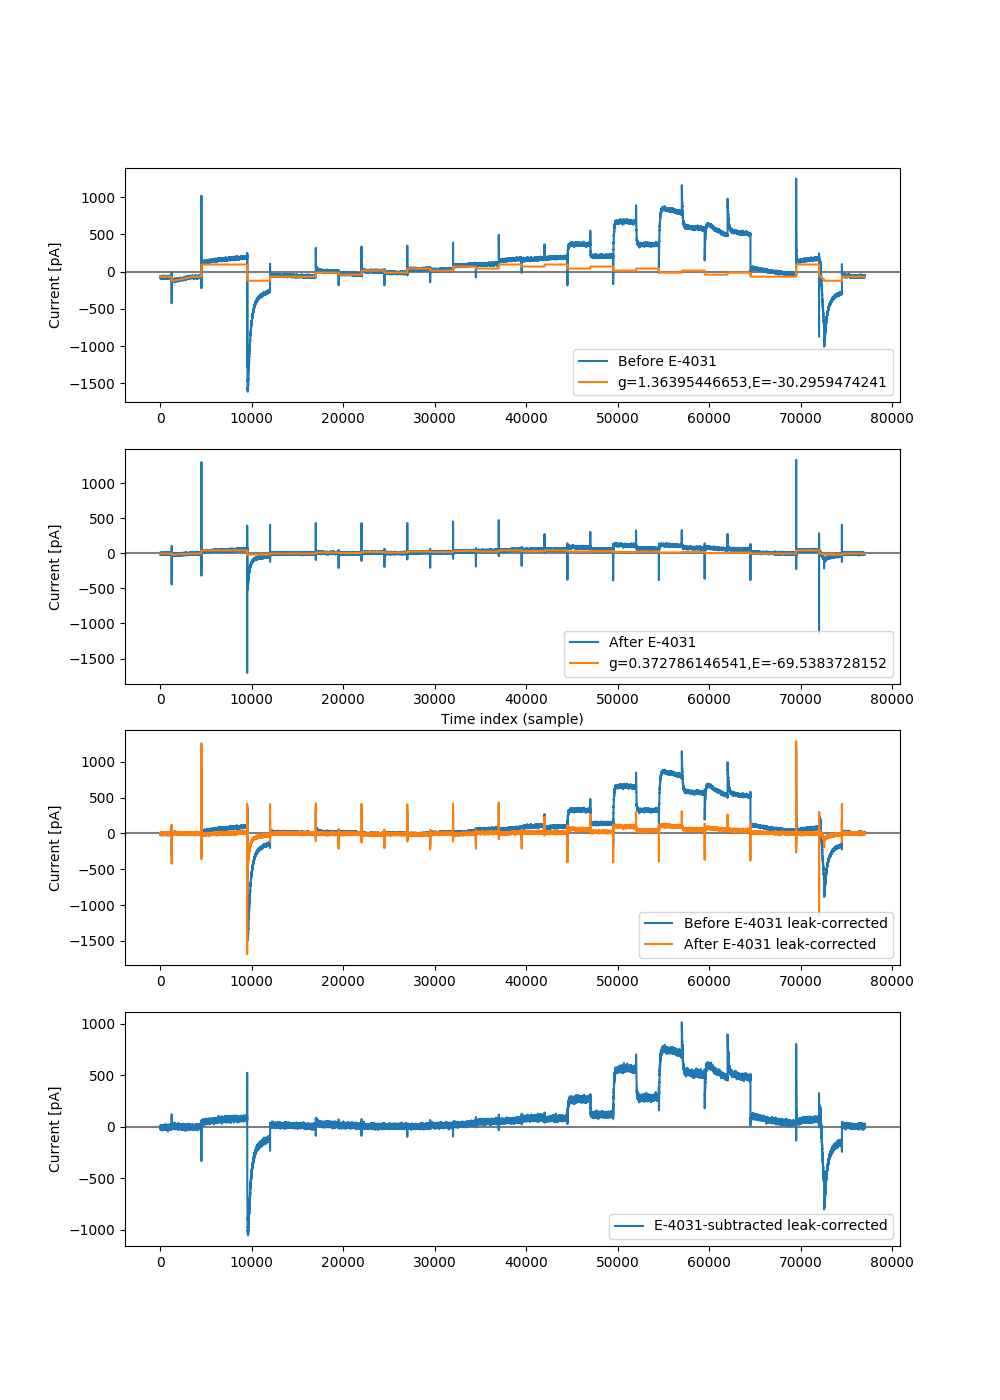 1000
500
0
−500
−1000
−1500
Current [pA]
Before E-4031
g=1.36395446653,E=-30.2959474241
0 10000 20000 30000 40000 50000 60000 70000 80000
1000
500
0
−500
−1000
−1500
Current [pA]
After E-4031
g=0.372786146541,E=-69.5383728152
0 10000 20000 30000 40000 50000 60000 70000 80000
Time index (sample)
1000
500
0
−500
−1000
−1500
Current [pA]
Before E-4031 leak-corrected
After E-4031 leak-corrected
0 10000 20000 30000 40000 50000 60000 70000 80000
1000
500
0
−500
−1000
Current [pA]
E-4031-subtracted leak-corrected
0 10000 20000 30000 40000 50000 60000 70000 80000